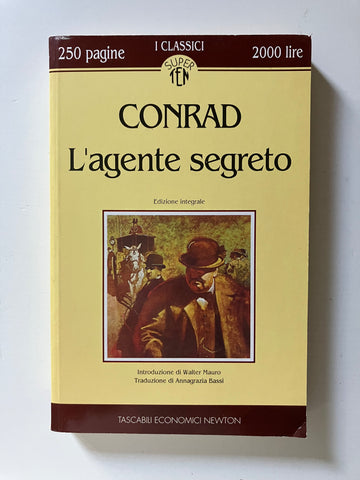 250 pagine
I CLASSICI
2000 lire
SUPER
TEN
CONRAD
L'agente segreto
Edizione integrale
Introduzione di Walter Mauro
Traduzione di Annagrazia Bassi
TASCABILI ECONOMICI NEWTON